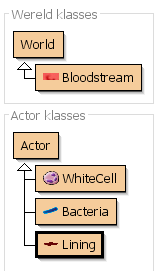 Wereld klasses
World
Bloodstream
Actor klasses
Actor
WhiteCell
Bacteria
Lining